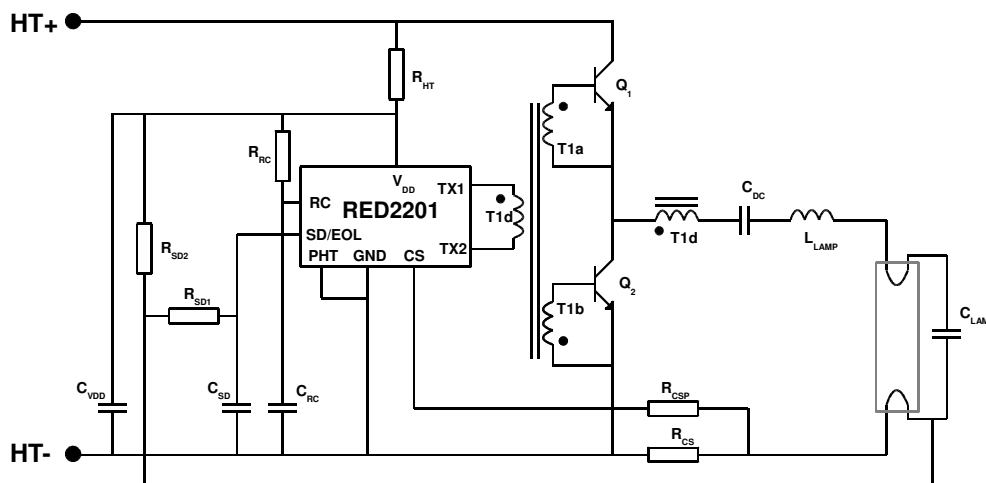 HT+
R_HT
Q_1
R_RC
T1a
V_DD
TX1
RC
RED2201
T1d
C_DC
SD/EOL
TX2
T1d
L_LAMP
R_SD2
PHT GND CS
Q_2
R_SD1
T1b
C_LAM
C_VDD
C_SD
C_RC
R_CSP
R_CS
HT-